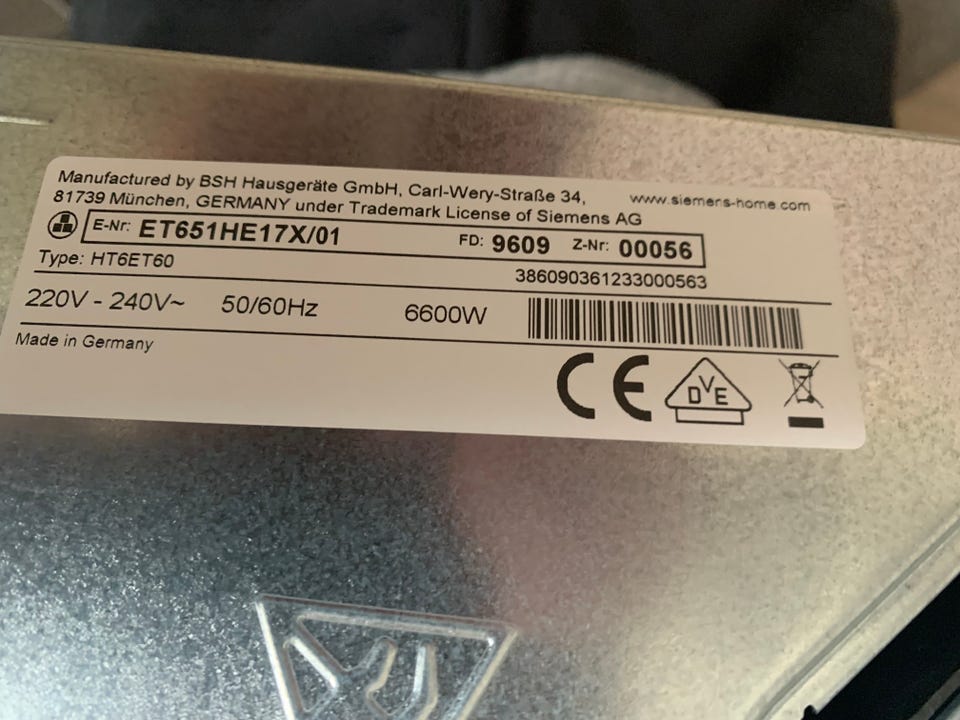 Manufactured by BSH Hausgeräte GmbH, Carl-Wery-Straße 34,
81739 München, GERMANY under Trademark License of Siemens AG
www.siemens-home.com
E-Nr: ET651HE17X/01 FD: 9609 Z-Nr: 00056
Type: HT6ET60
386090361233000563
220V - 240V~ 50/60Hz 6600W
Made in Germany
CE
DVE